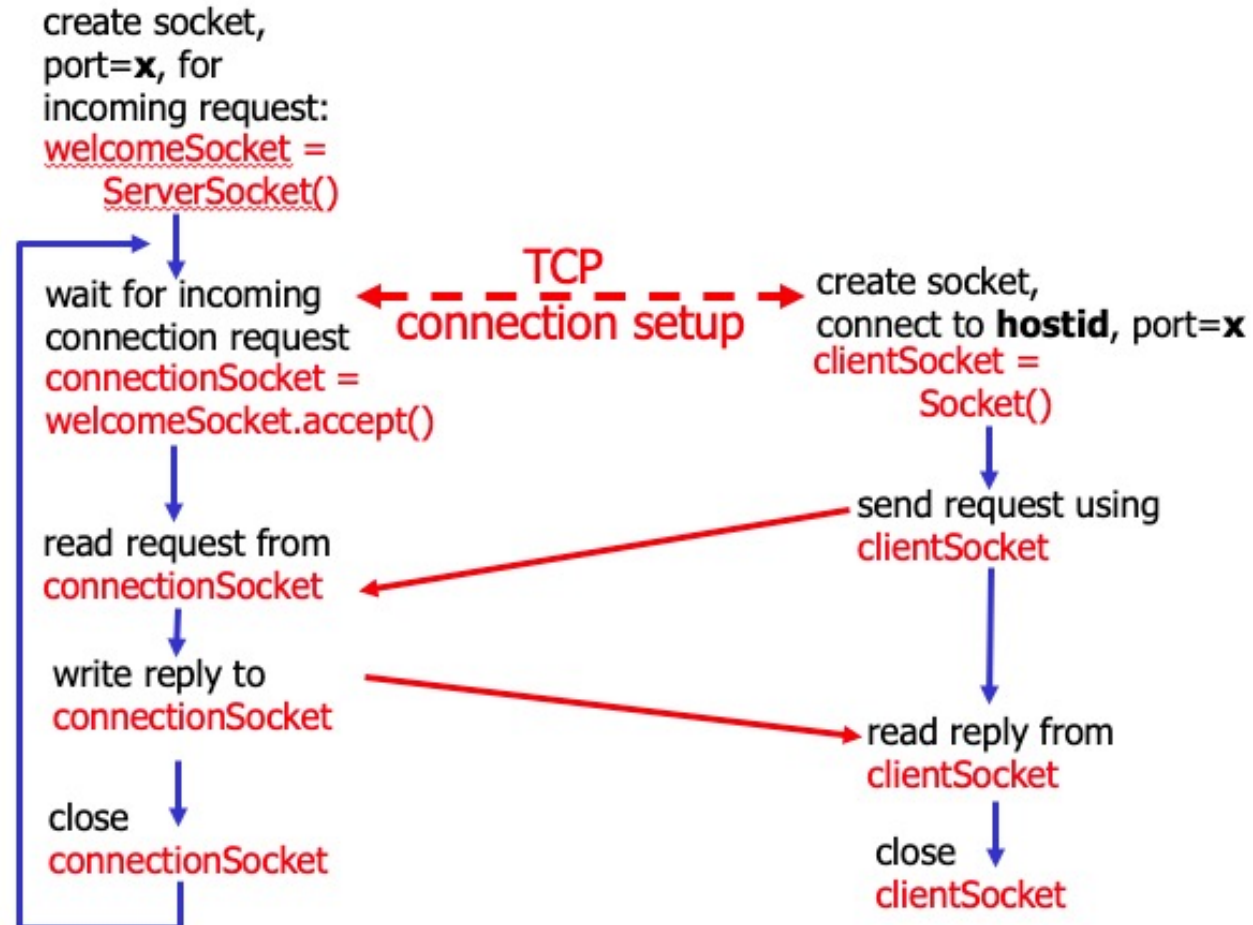 create socket,
port=x, for
incoming request:
welcomeSocket =
ServerSocket()
wait for incoming
connection request
connectionSocket =
welcomeSocket.accept()
read request from
connectionSocket
write reply to
connectionSocket
close
connectionSocket
TCP
connection setup
create socket,
connect to hostid, port=x
clientSocket =
Socket()
send request using
clientSocket
read reply from
clientSocket
close
clientSocket